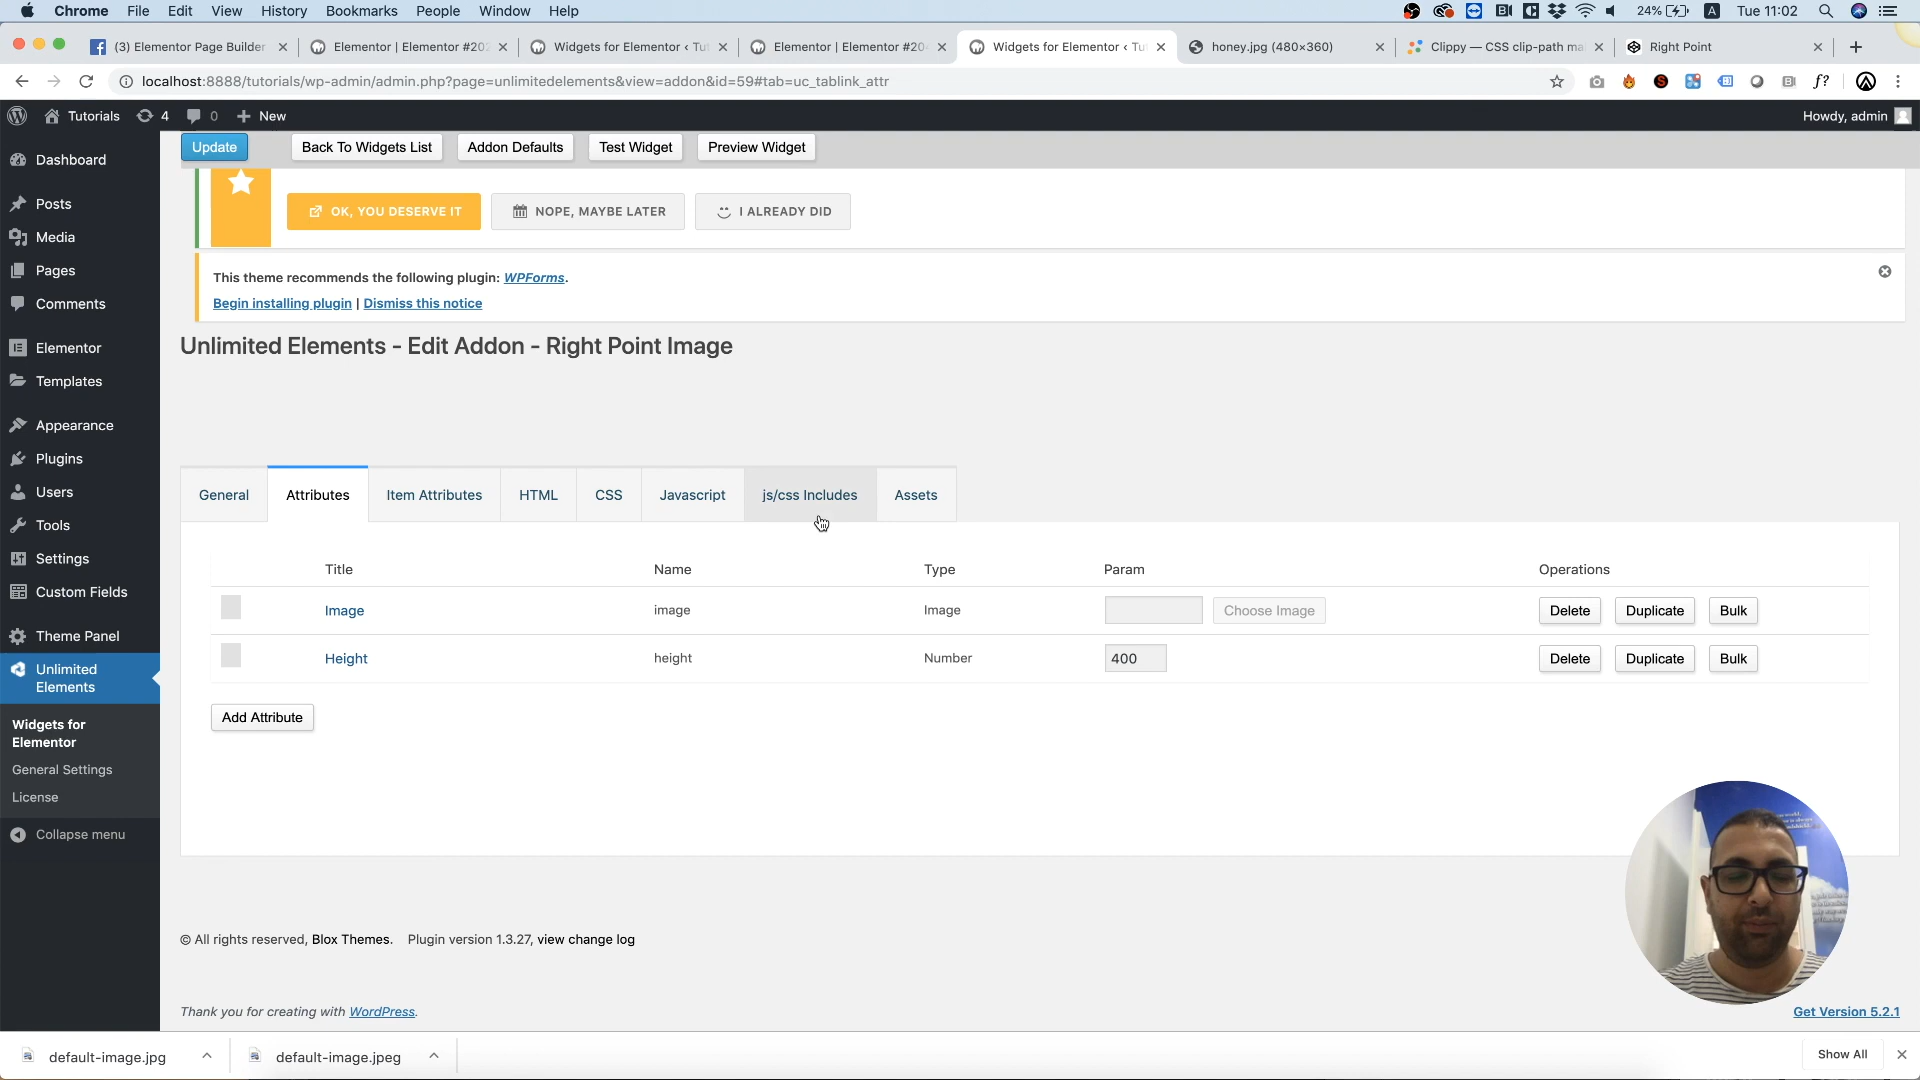 Chrome File Edit View History Bookmarks People Window Help 24% Tue 11:02
(3) Elementor Page Builder Elementor | Elementor #20 Widgets for Elementor ‹ Tu Elementor | Elementor #20 Widgets for Elementor ‹ Tu honey.jpg (480×360) Clippy — CSS clip-path ma Right Point
localhost:8888/tutorials/wp-admin/admin.php?page=unlimitedelements&view=addon&id=59#tab=uc_tablink_attr
Tutorials 4 0 New Howdy, admin
Update Back To Widgets List Addon Defaults Test Widget Preview Widget
Dashboard
Posts
Media
Pages
Comments
Elementor
Templates
Appearance
Plugins
Users
Tools
Settings
Custom Fields
Theme Panel
Unlimited
Elements
Widgets for
Elementor
General Settings
License
Collapse menu
OK, YOU DESERVE IT NOPE, MAYBE LATER I ALREADY DID
This theme recommends the following plugin: WPForms.
Begin installing plugin | Dismiss this notice
Unlimited Elements - Edit Addon - Right Point Image
General Attributes Item Attributes HTML CSS Javascript js/css Includes Assets
Title Name Type Param Operations
Image image Image Choose Image Delete Duplicate Bulk
Height height Number 400 Delete Duplicate Bulk
Add Attribute
© All rights reserved, Blox Themes. Plugin version 1.3.27, view change log
Thank you for creating with WordPress. Get Version 5.2.1
default-image.jpg default-image.jpeg Show All